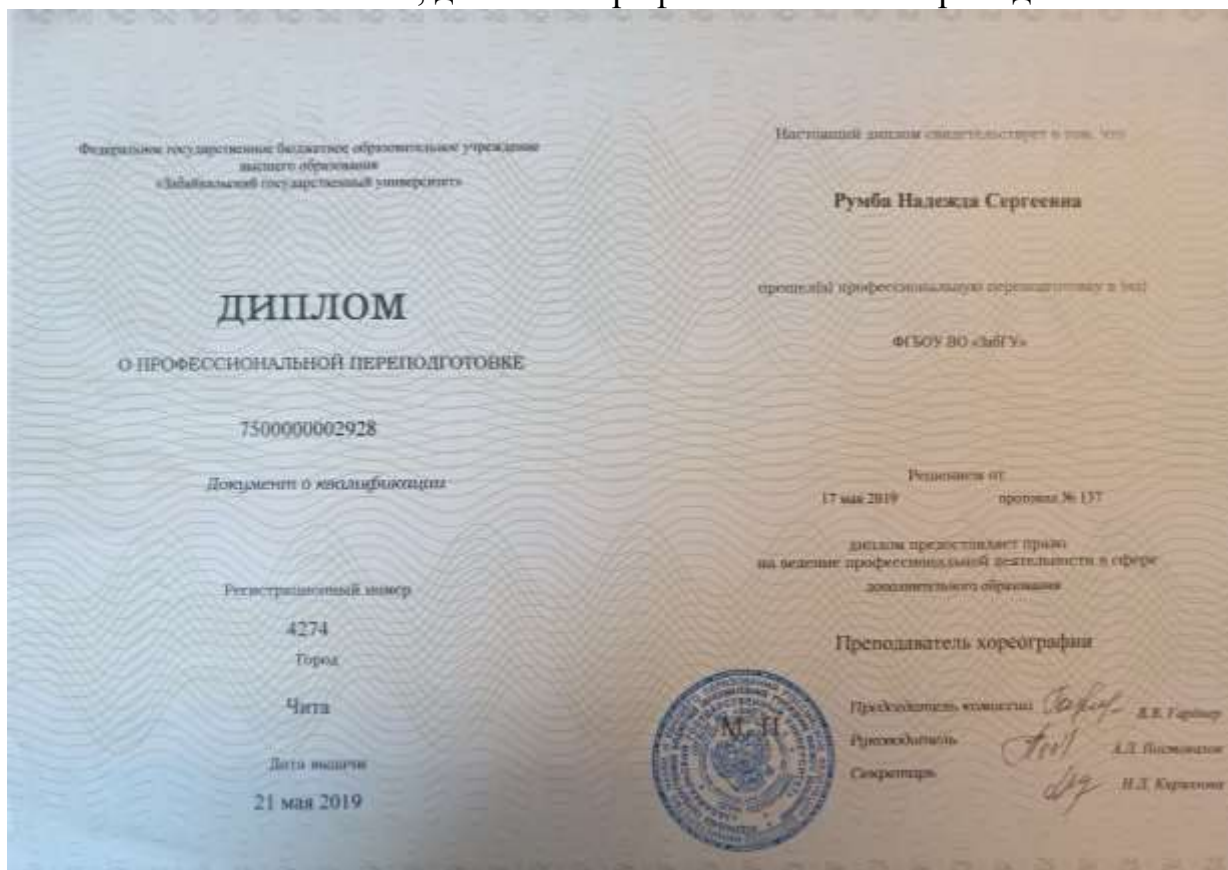 Федеральное государственное бюджетное образовательное учреждение
высшего образования
«Забайкальский государственный университет»
ДИПЛОМ
О ПРОФЕССИОНАЛЬНОЙ ПЕРЕПОДГОТОВКЕ
7500000002928
Документ о квалификации
Регистрационный номер
4274
Город
Чита
Дата выдачи
21 мая 2019
Настоящий диплом свидетельствует о том, что
Румба Надежда Сергеевна
прошел(а) профессиональную переподготовку в (на)
ФГБОУ ВО «ЗабГУ»
Решением от
17 мая 2019 протокол № 137
диплом предоставляет право
на ведение профессиональной деятельности в сфере
дополнительного образования
Преподаватель хореографии
М. П.
Председатель комиссии
Руководитель
Секретарь